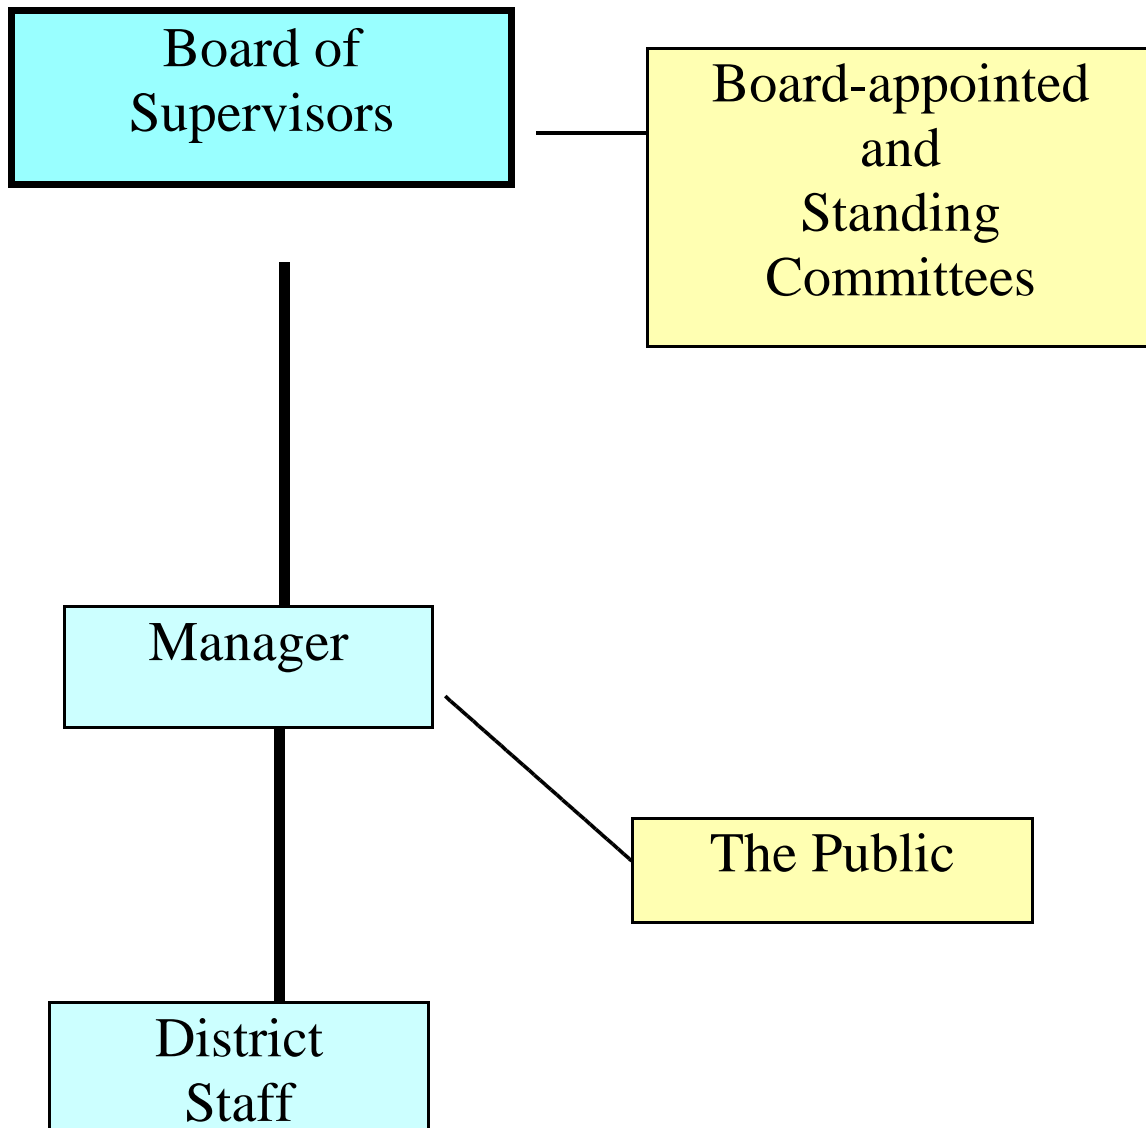 Board of
Supervisors
Board-appointed
and
Standing
Committees
Manager
The Public
District
Staff